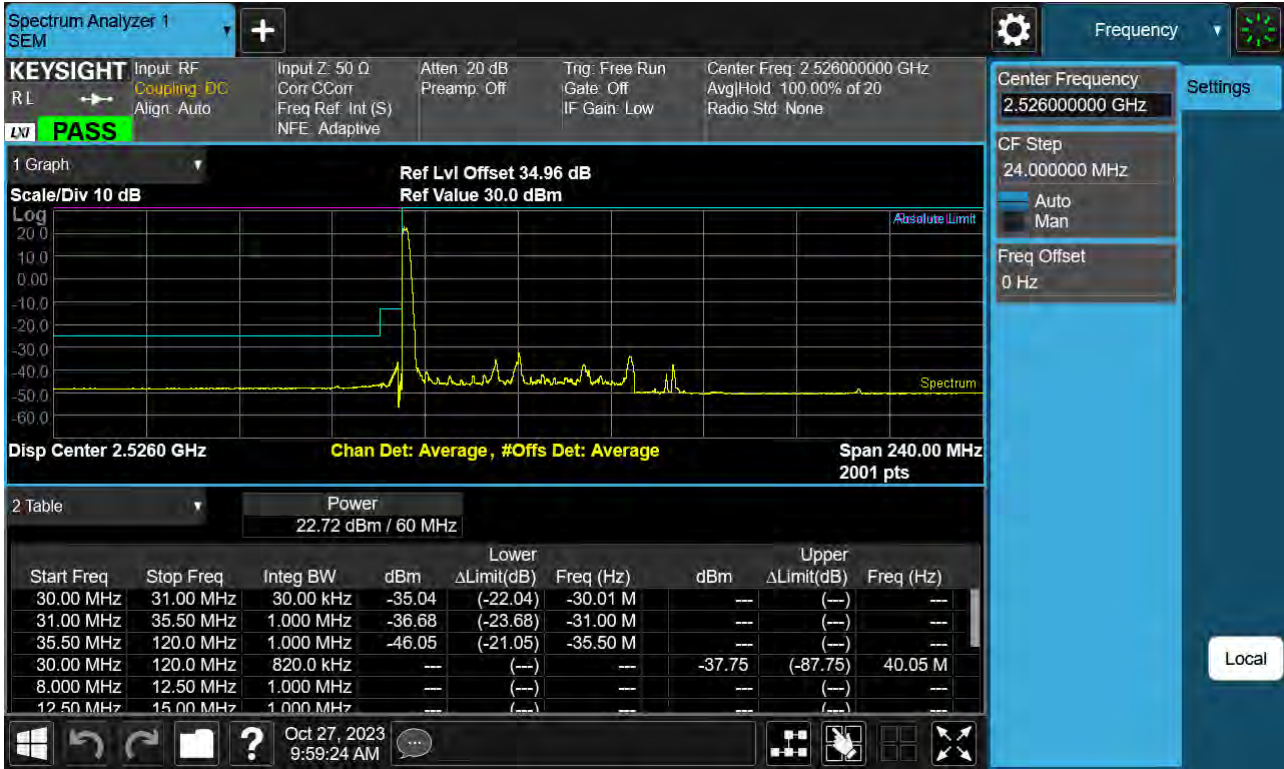 Spectrum Analyzer 1
SEM
Frequency
KEYSIGHT
Input: RF
Coupling: DC
Align: Auto
Input Z: 50 Ω
Corr CCorr
Freq Ref: Int (S)
NFE: Adaptive
Atten: 20 dB
Preamp: Off
Trig: Free Run
Gate: Off
IF Gain: Low
Center Freq: 2.526000000 GHz
Avg|Hold: 100.00% of 20
Radio Std: None
R L
LXI PASS
Center Frequency
2.526000000 GHz
Settings
CF Step
24.000000 MHz
Auto
Man
Freq Offset
0 Hz
Local
1 Graph
Scale/Div 10 dB
Ref Lvl Offset 34.96 dB
Ref Value 30.0 dBm
Log
Absolute Limit
20.0
10.0
0.00
-10.0
-20.0
-30.0
-40.0
-50.0
-60.0
Spectrum
Disp Center 2.5260 GHz
Chan Det: Average , #Offs Det: Average
Span 240.00 MHz
2001 pts
2 Table
Power
22.72 dBm / 60 MHz
Lower Upper
Start Freq Stop Freq Integ BW dBm ΔLimit(dB) Freq (Hz) dBm ΔLimit(dB) Freq (Hz)
30.00 MHz 31.00 MHz 30.00 kHz -35.04 (-22.04) -30.01 M --- (---) ---
31.00 MHz 35.50 MHz 1.000 MHz -36.68 (-23.68) -31.00 M --- (---) ---
35.50 MHz 120.0 MHz 1.000 MHz -46.05 (-21.05) -35.50 M --- (---) ---
30.00 MHz 120.0 MHz 820.0 kHz --- (---) --- -37.75 (-87.75) 40.05 M
8.000 MHz 12.50 MHz 1.000 MHz --- (---) --- --- (---) ---
12.50 MHz 15.00 MHz 1.000 MHz --- (---) --- --- (---) ---
? Oct 27, 2023
9:59:24 AM